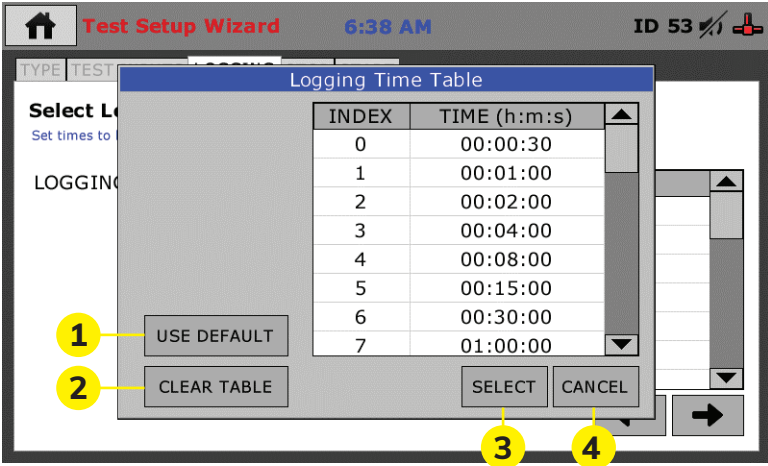 Test Setup Wizard 6:38 AM ID 53
TYPE TEST
Logging Time Table
Select
Set times to
INDEX TIME (h:m:s)
0 00:00:30
1 00:01:00
2 00:02:00
3 00:04:00
4 00:08:00
5 00:15:00
6 00:30:00
7 01:00:00
1 USE DEFAULT
2 CLEAR TABLE
SELECT CANCEL
3 4